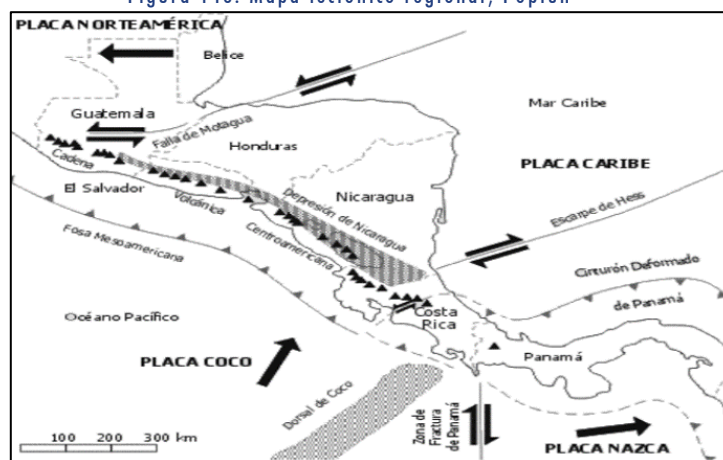 PLACA NORTEAMÉRICA
Belice
Guatemala
Falla de Motagua
Honduras
Mar Caribe
PLACA CARIBE
Cadena
Volcánica
Centroamericana
El Salvador
Nicaragua
Depresión de Nicaragua
Escarpe de Hess
Fosa Mesoamericana
Cinturón Deformado
de Panamá
Océano Pacífico
Costa
Rica
Panamá
PLACA COCO
Dorsal de Coco
Zona de
Fractura
de Panamá
PLACA NAZCA
100 200 300 km